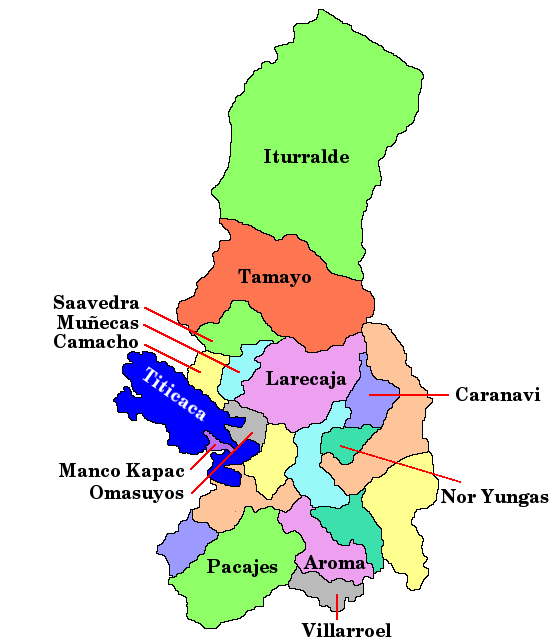 Iturralde
Tamayo
Saavedra
Muñecas
Camacho
Larecaja
Titicaca
Caranavi
Manco Kapac
Omasuyos
Nor Yungas
Pacajes
Aroma
Villarroel